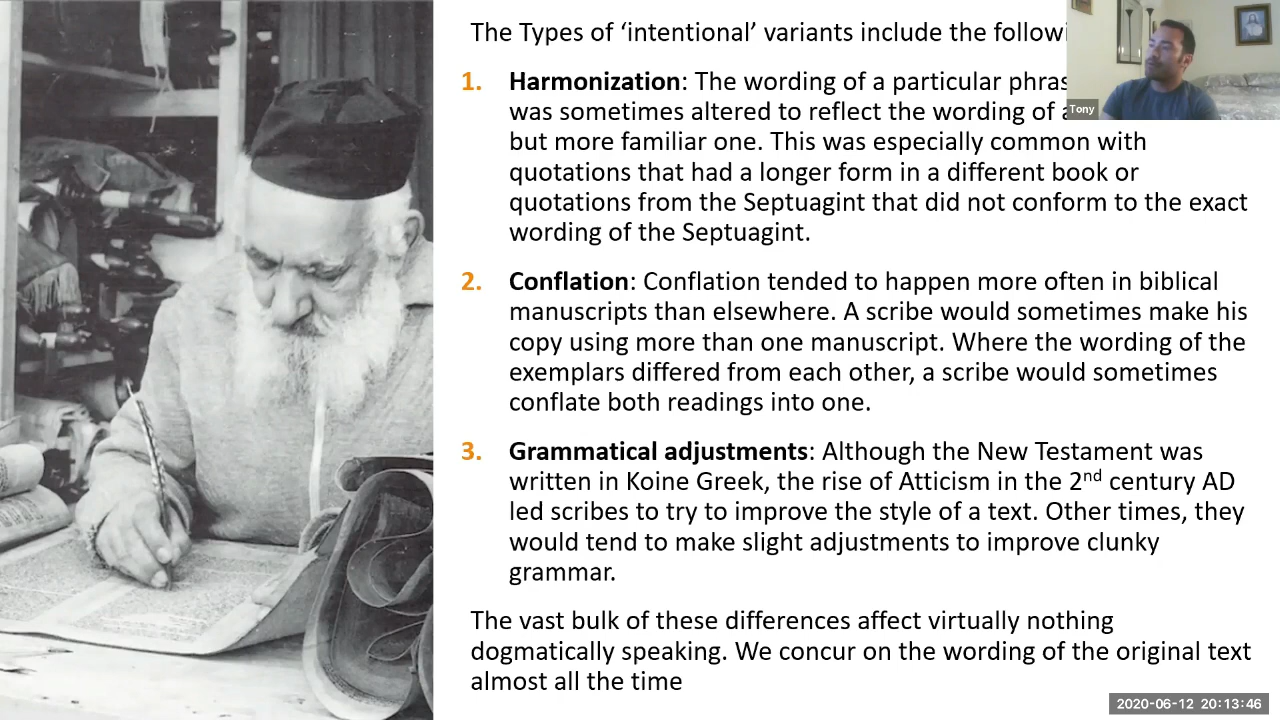 The Types of ‘intentional’ variants include the
1. Harmonization: The wording of a particular
was sometimes altered to reflect the wording of
but more familiar one. This was especially common with
quotations that had a longer form in a different book or
quotations from the Septuagint that did not conform to the exact
wording of the Septuagint.
2. Conflation: Conflation tended to happen more often in biblical
manuscripts than elsewhere. A scribe would sometimes make his
copy using more than one manuscript. Where the wording of the
exemplars differed from each other, a scribe would sometimes
conflate both readings into one.
3. Grammatical adjustments: Although the New Testament was
written in Koine Greek, the rise of Atticism in the 2nd century AD
led scribes to try to improve the style of a text. Other times, they
would tend to make slight adjustments to improve clunky
grammar.
The vast bulk of these differences affect virtually nothing
dogmatically speaking. We concur on the wording of the original text
almost all the time
Tony
2020-06-12 20:13:46